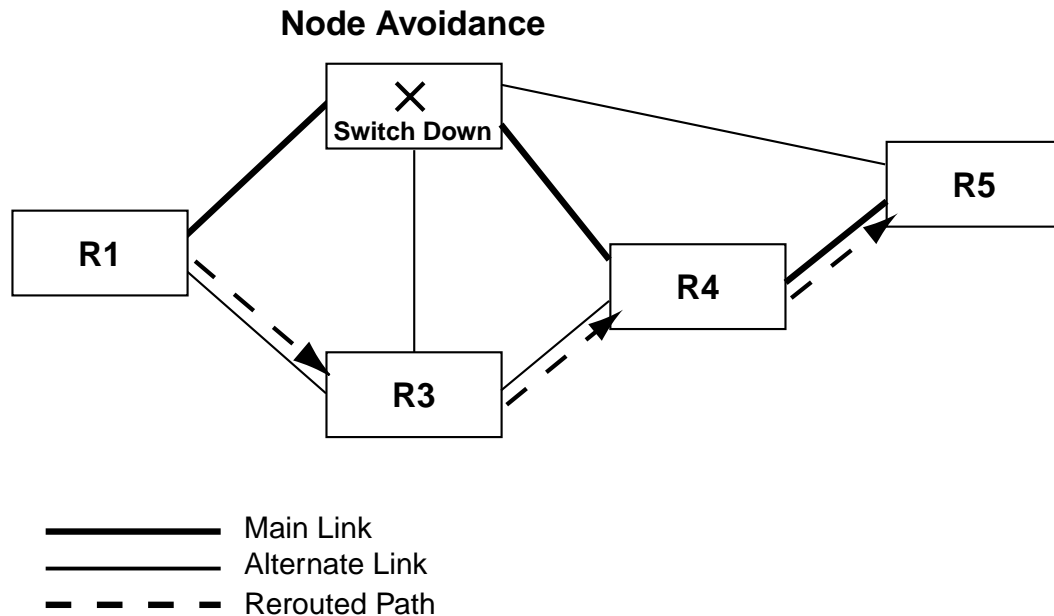 Node Avoidance
Switch Down
R5
R1
R4
R3
Main Link
Alternate Link
Rerouted Path